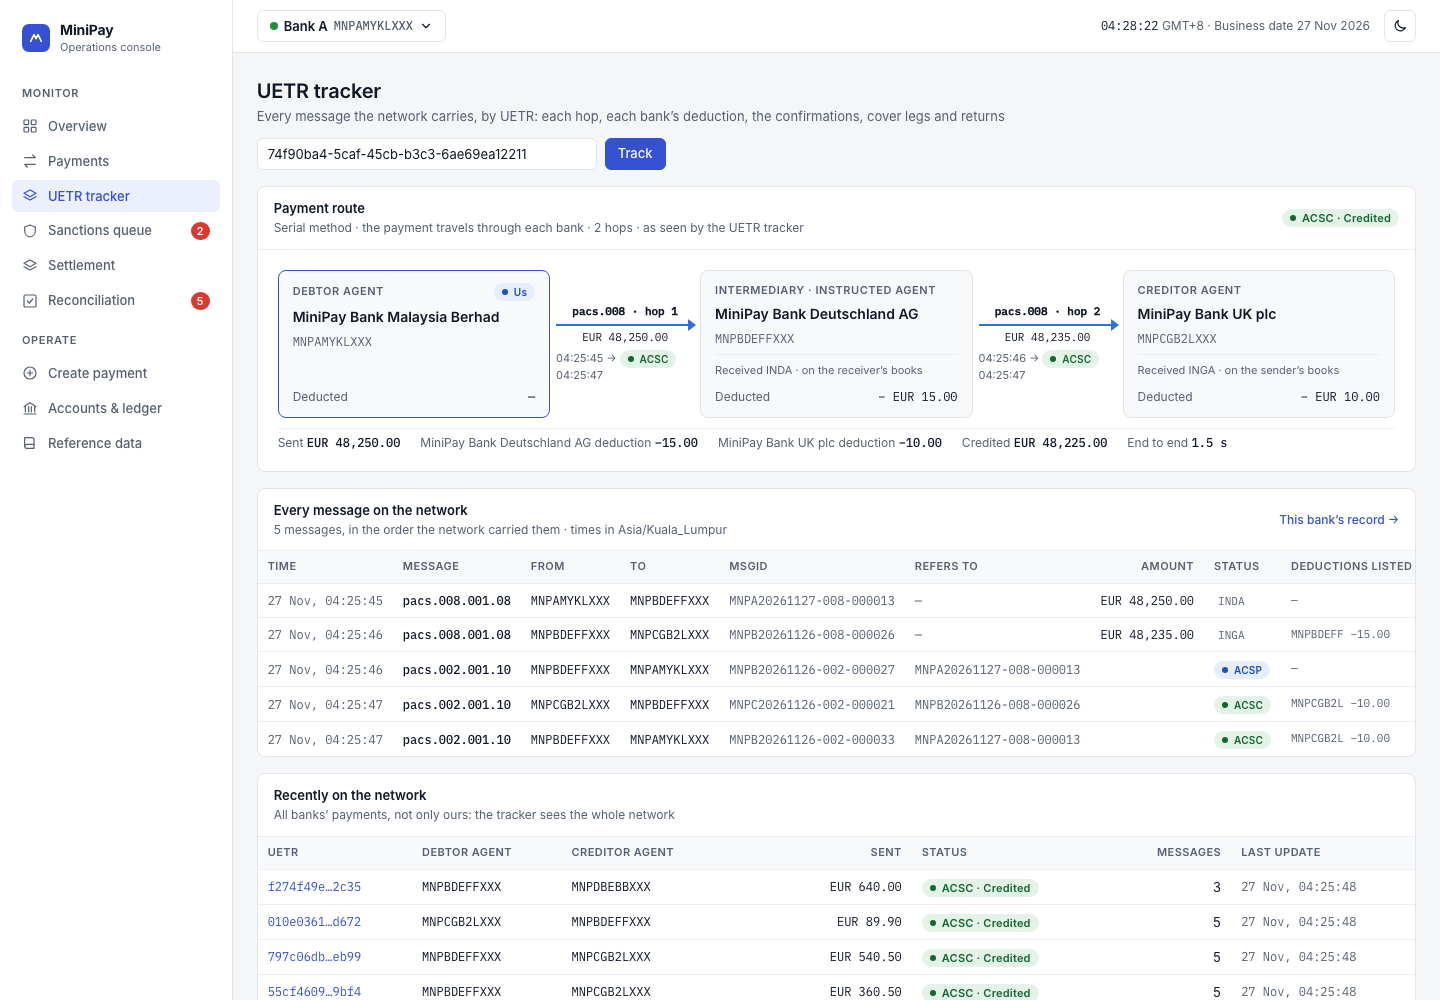 MiniPay
Operations console
MONITOR
Overview
Payments
UETR tracker
Sanctions queue 2
Settlement
Reconciliation 5
OPERATE
Create payment
Accounts & ledger
Reference data
Bank A MNPAMYKLXXX
04:28:22 GMT+8 · Business date 27 Nov 2026
UETR tracker
Every message the network carries, by UETR: each hop, each bank’s deduction, the confirmations, cover legs and returns
74f90ba4-5caf-45cb-b3c3-6ae69ea12211 Track
Payment route
Serial method · the payment travels through each bank · 2 hops · as seen by the UETR tracker
ACSC · Credited
DEBTOR AGENT Us
MiniPay Bank Malaysia Berhad
MNPAMYKLXXX
Deducted –
pacs.008 · hop 1
EUR 48,250.00
04:25:45 → ACSC
04:25:47
INTERMEDIARY · INSTRUCTED AGENT
MiniPay Bank Deutschland AG
MNPBDEFFXXX
Received INDA · on the receiver’s books
Deducted − EUR 15.00
pacs.008 · hop 2
EUR 48,235.00
04:25:46 → ACSC
04:25:47
CREDITOR AGENT
MiniPay Bank UK plc
MNPCGB2LXXX
Received INGA · on the sender’s books
Deducted − EUR 10.00
Sent EUR 48,250.00 MiniPay Bank Deutschland AG deduction −15.00 MiniPay Bank UK plc deduction −10.00 Credited EUR 48,225.00 End to end 1.5 s
Every message on the network
5 messages, in the order the network carried them · times in Asia/Kuala_Lumpur
This bank’s record →
TIME MESSAGE FROM TO MSGID REFERS TO AMOUNT STATUS DEDUCTIONS LISTED
27 Nov, 04:25:45 pacs.008.001.08 MNPAMYKLXXX MNPBDEFFXXX MNPA20261127-008-000013 – EUR 48,250.00 INDA –
27 Nov, 04:25:46 pacs.008.001.08 MNPBDEFFXXX MNPCGB2LXXX MNPB20261126-008-000026 – EUR 48,235.00 INGA MNPBDEFF −15.00
27 Nov, 04:25:46 pacs.002.001.10 MNPBDEFFXXX MNPAMYKLXXX MNPB20261126-002-000027 MNPA20261127-008-000013 ACSP –
27 Nov, 04:25:47 pacs.002.001.10 MNPCGB2LXXX MNPBDEFFXXX MNPC20261126-002-000021 MNPB20261126-008-000026 ACSC MNPCGB2L −10.00
27 Nov, 04:25:47 pacs.002.001.10 MNPBDEFFXXX MNPAMYKLXXX MNPB20261126-002-000033 MNPA20261127-008-000013 ACSC MNPCGB2L −10.00
Recently on the network
All banks’ payments, not only ours: the tracker sees the whole network
UETR DEBTOR AGENT CREDITOR AGENT SENT STATUS MESSAGES LAST UPDATE
f274f49e…2c35 MNPBDEFFXXX MNPDBEBBXXX EUR 640.00 ACSC · Credited 3 27 Nov, 04:25:48
010e0361…d672 MNPCGB2LXXX MNPBDEFFXXX EUR 89.90 ACSC · Credited 5 27 Nov, 04:25:48
797c06db…eb99 MNPBDEFFXXX MNPCGB2LXXX EUR 540.50 ACSC · Credited 5 27 Nov, 04:25:48
55cf4609…9bf4 MNPBDEFFXXX MNPCGB2LXXX EUR 360.50 ACSC · Credited 5 27 Nov, 04:25:48